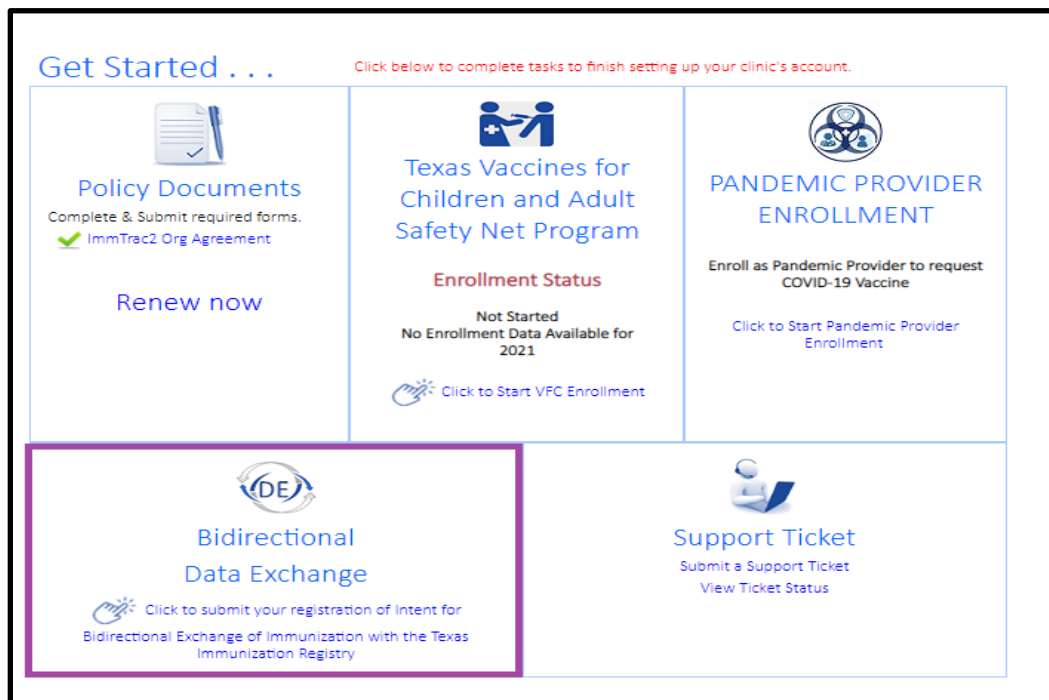 Get Started . . .
Click below to complete tasks to finish setting up your clinic's account.
Policy Documents
Complete & Submit required forms.
ImmTrac2 Org Agreement
Renew now
Texas Vaccines for
Children and Adult
Safety Net Program
Enrollment Status
Not Started
No Enrollment Data Available for
2021
Click to Start VFC Enrollment
PANDEMIC PROVIDER
ENROLLMENT
Enroll as Pandemic Provider to request
COVID-19 Vaccine
Click to Start Pandemic Provider
Enrollment
DE
Bidirectional
Data Exchange
Click to submit your registration of Intent for
Bidirectional Exchange of Immunization with the Texas
Immunization Registry
Support Ticket
Submit a Support Ticket
View Ticket Status